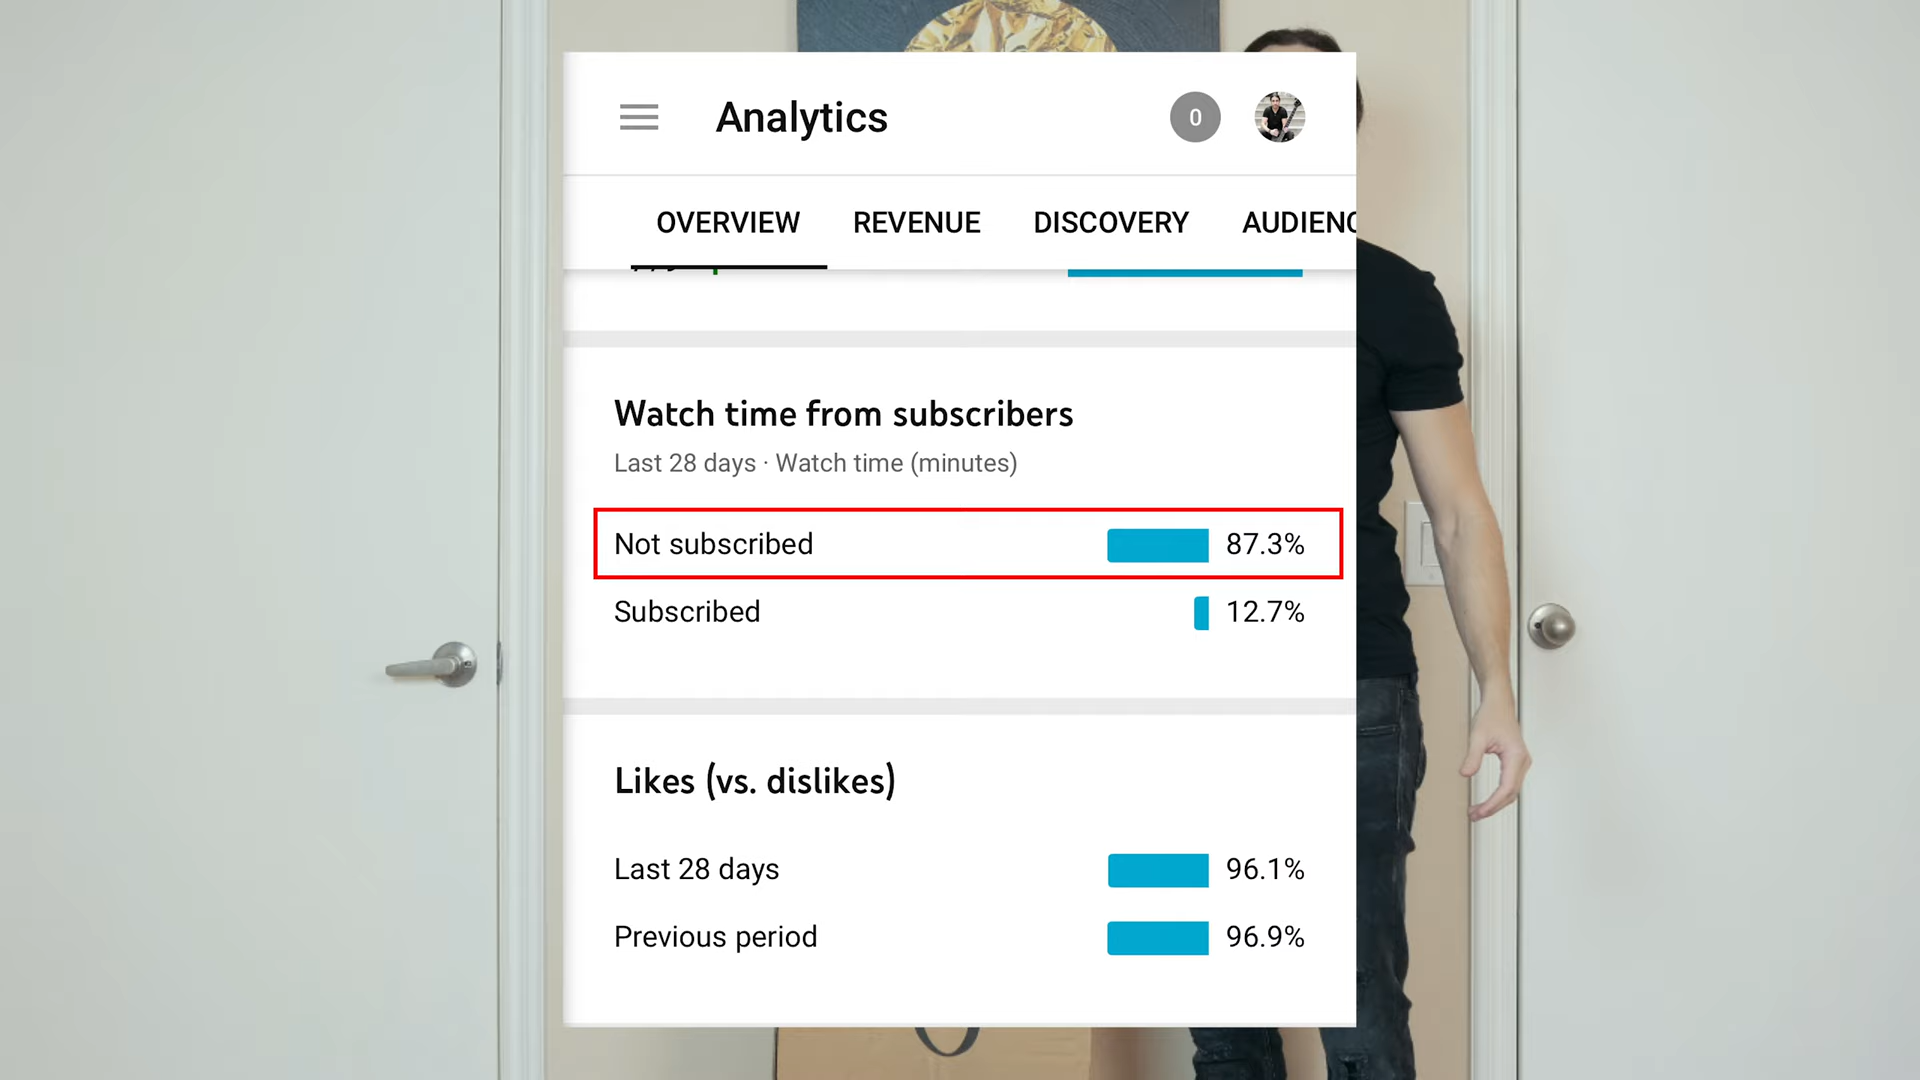 Analytics
0
OVERVIEW REVENUE DISCOVERY AUDIENC
Watch time from subscribers
Last 28 days · Watch time (minutes)
Not subscribed 87.3%
Subscribed 12.7%
Likes (vs. dislikes)
Last 28 days 96.1%
Previous period 96.9%